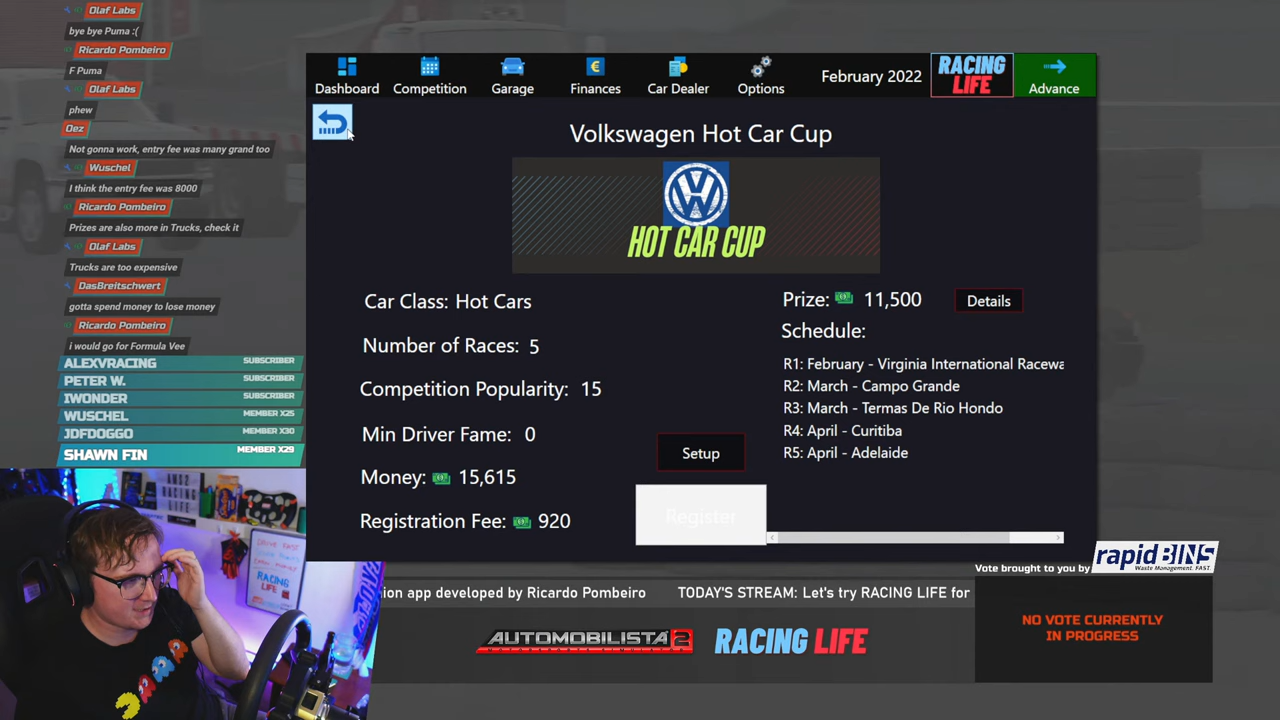 Olaf Labs
bye bye Puma :(
Ricardo Pombeiro
F Puma
Olaf Labs
phew
Oez
Not gonna work, entry fee was many grand too
Wuschel
I think the entry fee was 8000
Ricardo Pombeiro
Prizes are also more in Trucks, check it
Olaf Labs
Trucks are too expensive
DasBreitschwert
gotta spend money to lose money
Ricardo Pombeiro
i would go for Formula Vee
ALEXVRACING SUBSCRIBER
PETER W. SUBSCRIBER
IWONDER SUBSCRIBER
WUSCHEL MEMBER X25
JDFDOGGO MEMBER X30
SHAWN FIN MEMBER X29
Dashboard
Competition
Garage
Finances
Car Dealer
Options
February 2022
RACING
LIFE
Advance
Volkswagen Hot Car Cup
HOT CAR CUP
Car Class: Hot Cars
Number of Races: 5
Competition Popularity: 15
Min Driver Fame: 0
Money: 15,615
Registration Fee: 920
Setup
Register
Prize: 11,500
Details
Schedule:
R1: February - Virginia International Racewa
R2: March - Campo Grande
R3: March - Termas De Rio Hondo
R4: April - Curitiba
R5: April - Adelaide
ion app developed by Ricardo Pombeiro
TODAY'S STREAM: Let's try RACING LIFE for
AUTOMOBILISTA 2
RACING LIFE
Vote brought to you by
rapidBINS
Waste Management. FAST.
NO VOTE CURRENTLY
IN PROGRESS
RACING
LIFE